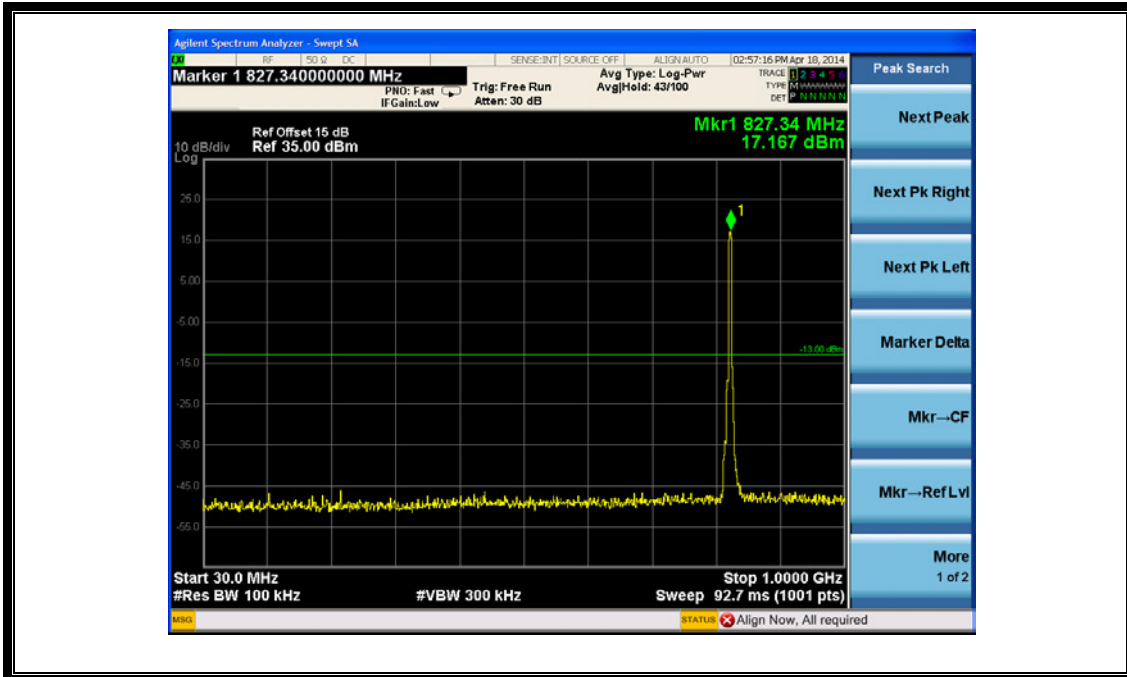 Agilent Spectrum Analyzer - Swept SA
LXI RF 50 Ω DC SENSE:INT SOURCE OFF ALIGN AUTO 02:57:16 PM Apr 18, 2014
Marker 1 827.340000000 MHz
PNO: Fast
IFGain:Low
Trig: Free Run
Atten: 30 dB
Avg Type: Log-Pwr
Avg|Hold: 43/100
TRACE 1 2 3 4 5 6
TYPE M
DET P N N N N N
Peak Search
Mkr1 827.34 MHz
17.167 dBm
Ref Offset 15 dB
10 dB/div Ref 35.00 dBm
Log
25.0
15.0
5.00
-5.00
-15.0
-25.0
-35.0
-45.0
-55.0
1
-13.00 dBm
Start 30.0 MHz
Stop 1.0000 GHz
#Res BW 100 kHz
#VBW 300 kHz
Sweep 92.7 ms (1001 pts)
Next Peak
Next Pk Right
Next Pk Left
Marker Delta
Mkr→CF
Mkr→Ref Lvl
More
1 of 2
MSG
STATUS Align Now, All required